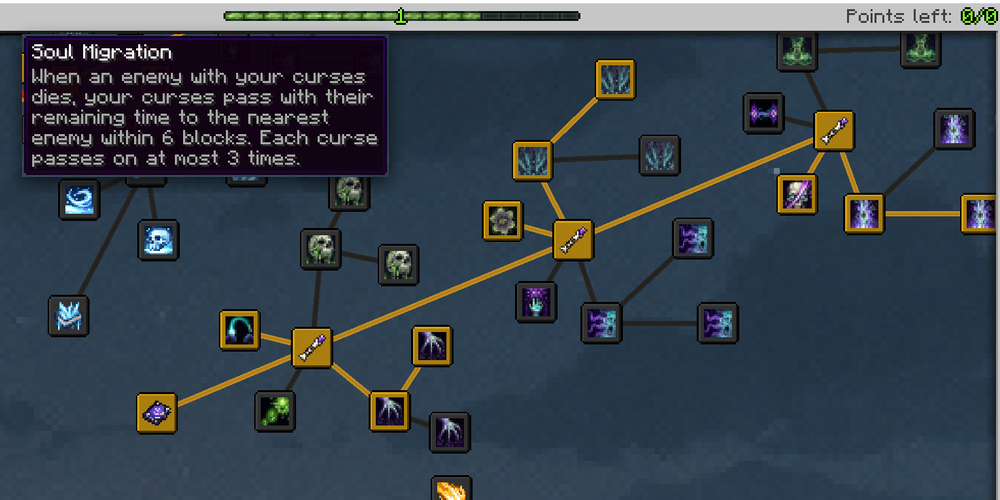 1
Points left: 0/0
Soul Migration
When an enemy with your curses
dies, your curses pass with their
remaining time to the nearest
enemy within 6 blocks. Each curse
passes on at most 3 times.